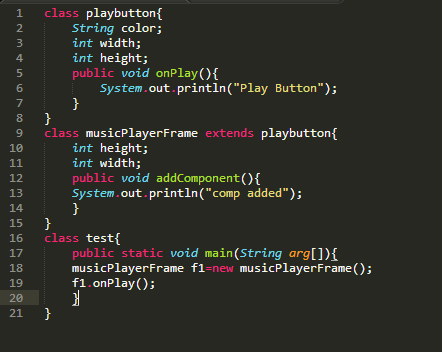 1 class playbutton{
2 String color;
3 int width;
4 int height;
5 public void onPlay(){
6 System.out.println("Play Button");
7 }
8 }
9 class musicPlayerFrame extends playbutton{
10 int height;
11 int width;
12 public void addComponent(){
13 System.out.println("comp added");
14 }
15 }
16 class test{
17 public static void main(String arg[]){
18 musicPlayerFrame f1=new musicPlayerFrame();
19 f1.onPlay();
20 }
21 }